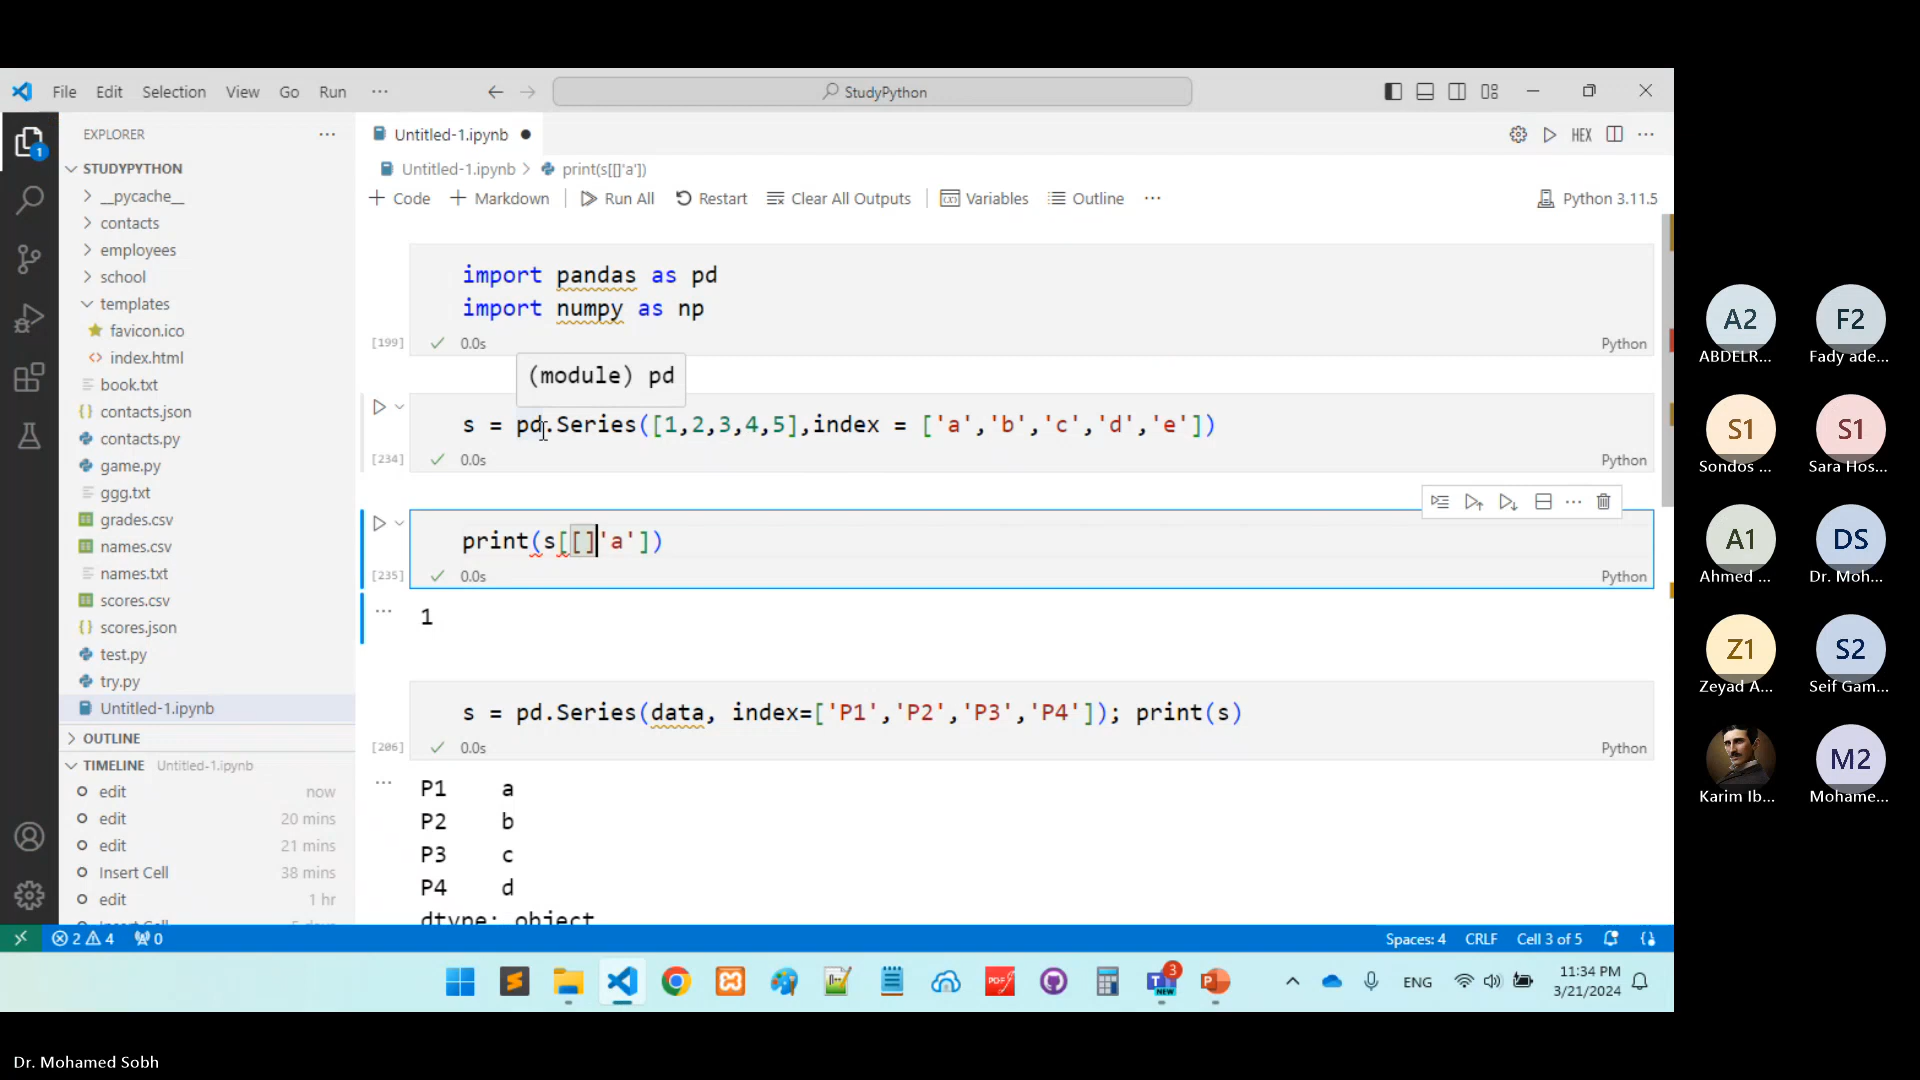 File Edit Selection View Go Run ···
StudyPython
EXPLORER
STUDYPYTHON
__pycache__
contacts
employees
school
templates
favicon.ico
index.html
book.txt
contacts.json
contacts.py
game.py
ggg.txt
grades.csv
names.csv
names.txt
scores.csv
scores.json
test.py
try.py
Untitled-1.ipynb
OUTLINE
TIMELINE Untitled-1.ipynb
edit now
edit 20 mins
edit 21 mins
Insert Cell 38 mins
edit 1 hr
Untitled-1.ipynb
HEX
Untitled-1.ipynb > print(s[[]'a'])
+ Code + Markdown Run All Restart Clear All Outputs Variables Outline ··· Python 3.11.5
import pandas as pd
import numpy as np
[199] 0.0s Python
(module) pd
s = pd.Series([1,2,3,4,5],index = ['a','b','c','d','e'])
[234] 0.0s Python
print(s[[]'a'])
[235] 0.0s Python
1
s = pd.Series(data, index=['P1','P2','P3','P4']); print(s)
[206] 0.0s Python
P1 a
P2 b
P3 c
P4 d
dtype: object
2 4 0 Spaces: 4 CRLF Cell 3 of 5
3 NEW ENG 11:34 PM
3/21/2024
A2 F2
ABDELR... Fady ade...
S1 S1
Sondos ... Sara Hos...
A1 DS
Ahmed ... Dr. Moh...
Z1 S2
Zeyad A... Seif Gam...
M2
Karim Ib... Mohame...
Dr. Mohamed Sobh